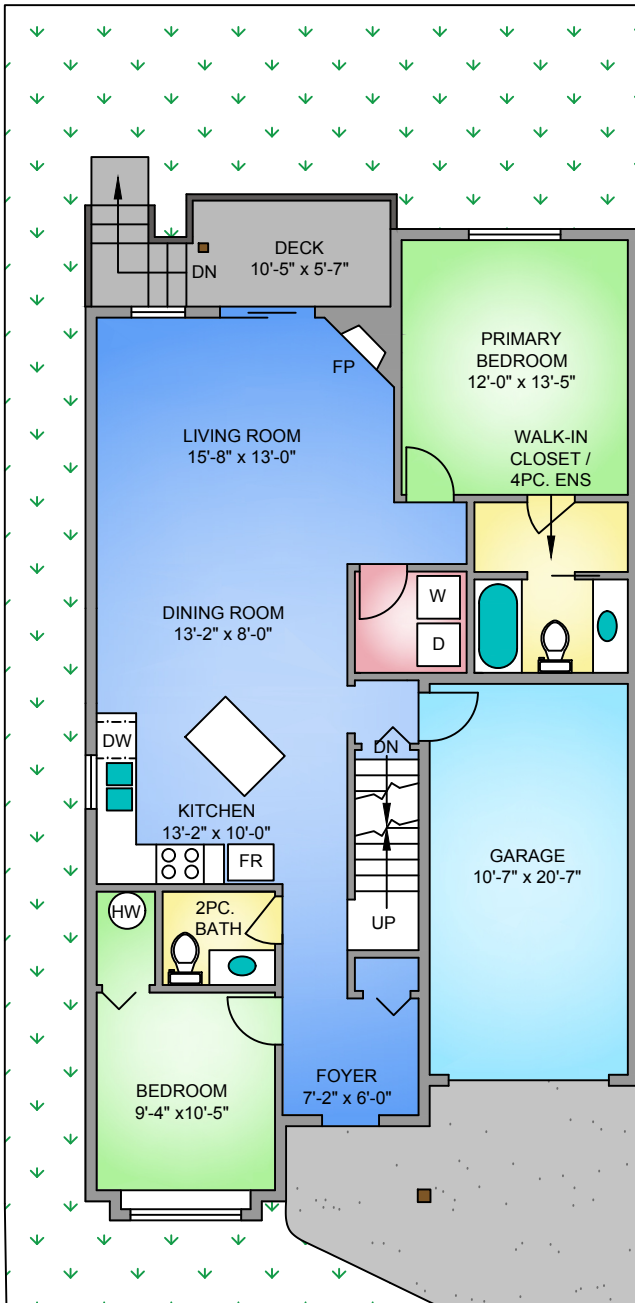 DECK
10'-5" x 5'-7"
DN
PRIMARY
BEDROOM
12'-0" x 13'-5"
FP
LIVING ROOM
15'-8" x 13'-0"
WALK-IN
CLOSET /
4PC. ENS
W
D
DINING ROOM
13'-2" x 8'-0"
DW
DN
KITCHEN
13'-2" x 10'-0"
FR
GARAGE
10'-7" x 20'-7"
HW
2PC.
BATH
UP
BEDROOM
9'-4" x10'-5"
FOYER
7'-2" x 6'-0"